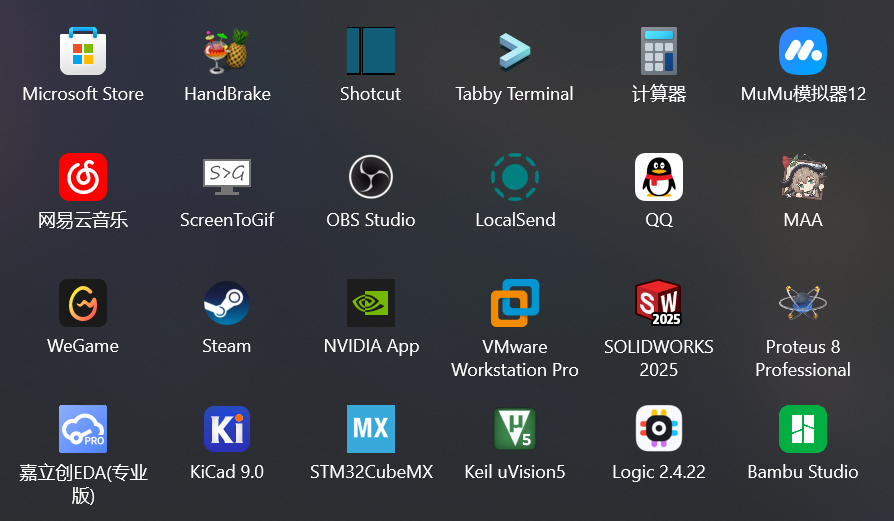 Microsoft Store
HandBrake
Shotcut
Tabby Terminal
计算器
MuMu模拟器12
S>G
网易云音乐
ScreenToGif
OBS Studio
LocalSend
QQ
MAA
SW
2025
WeGame
Steam
NVIDIA App
VMware
Workstation Pro
SOLIDWORKS
2025
Proteus 8
Professional
PRO
Ki
MX
μ
5
嘉立创EDA(专业
版)
KiCad 9.0
STM32CubeMX
Keil uVision5
Logic 2.4.22
Bambu Studio